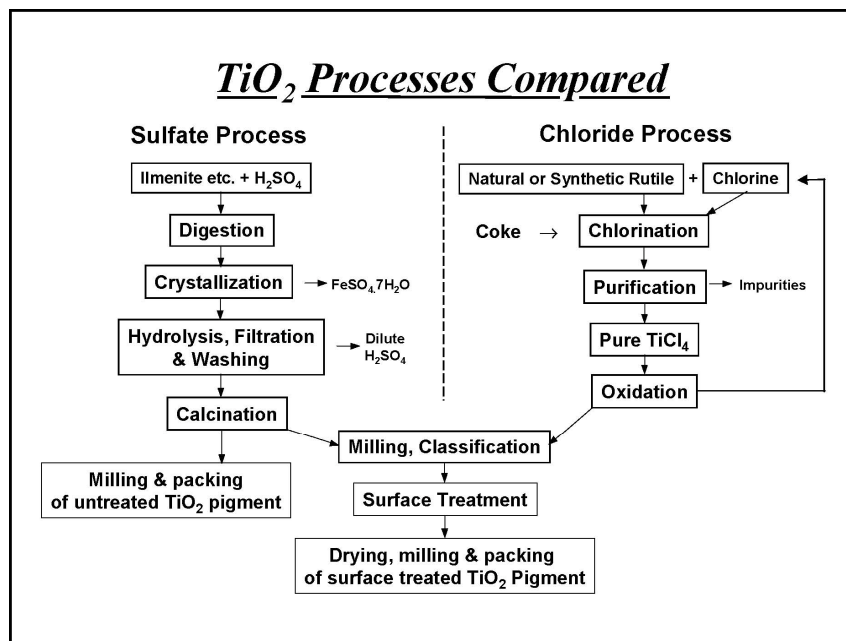 TiO₂ Processes Compared
Sulfate Process
Ilmenite etc. + H₂SO₄
Digestion
Crystallization
FeSO₄.7H₂O
Hydrolysis, Filtration
& Washing
Dilute
H₂SO₄
Calcination
Milling & packing
of untreated TiO₂ pigment
Chloride Process
Natural or Synthetic Rutile + Chlorine
Coke → Chlorination
Purification
Impurities
Pure TiCl₄
Oxidation
Milling, Classification
Surface Treatment
Drying, milling & packing
of surface treated TiO₂ Pigment